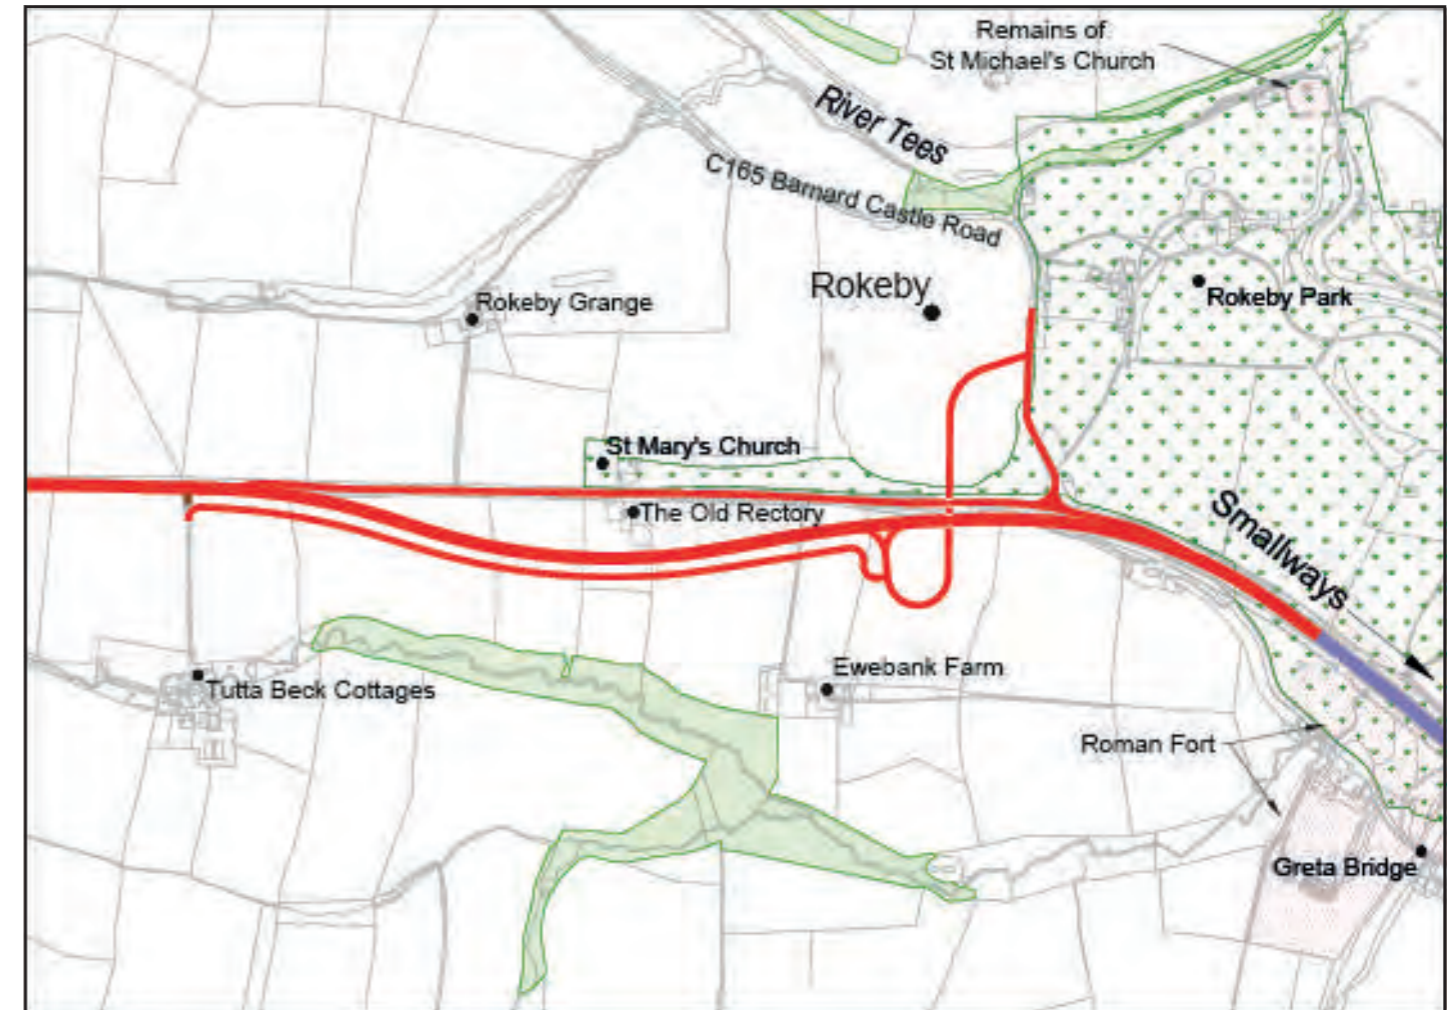 Remains of
St Michael's Church
River Tees
C165 Barnard Castle Road
Rokeby
Rokeby Park
Rokeby Grange
St Mary's Church
The Old Rectory
Smallways
Ewebank Farm
Tutta Beck Cottages
Roman Fort
Greta Bridge